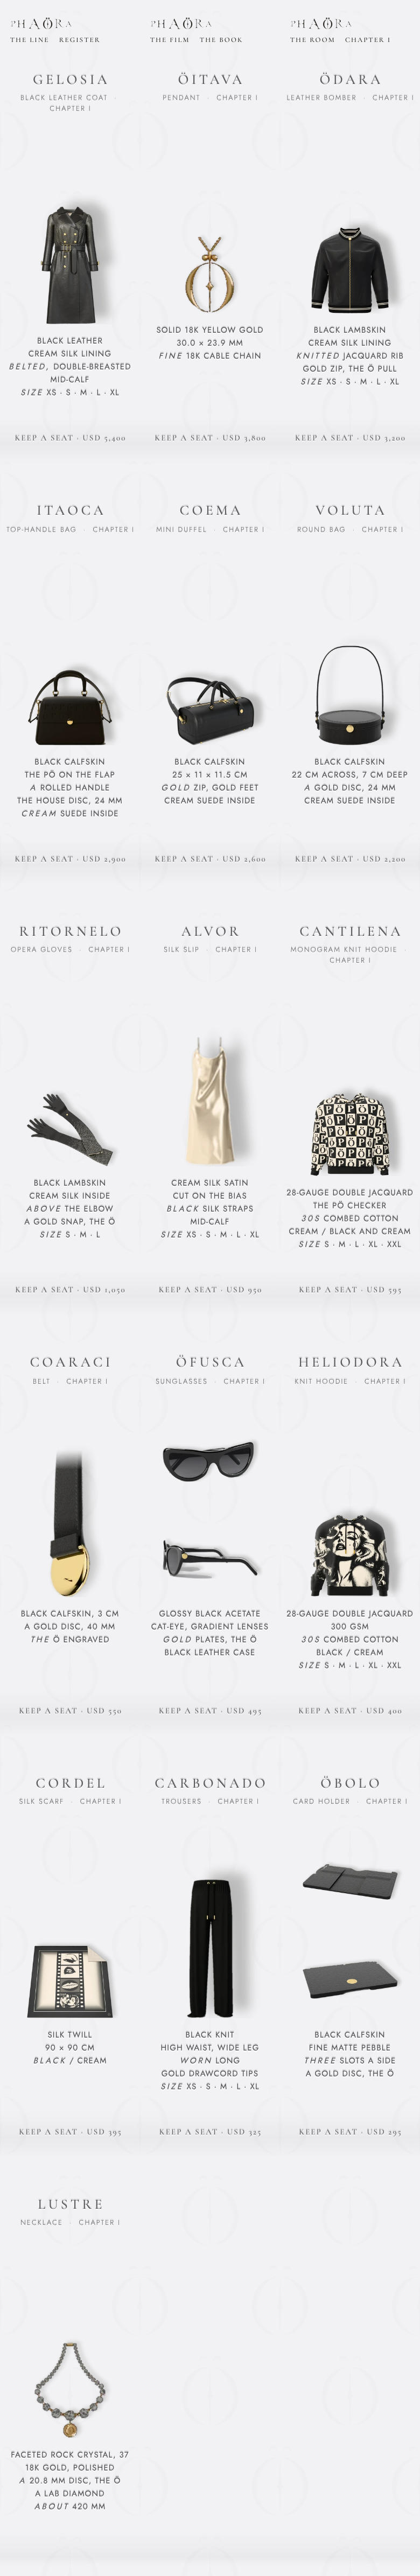 PHAÖRA
THE LINE REGISTER
PHAÖRA
THE FILM THE BOOK
PHAÖRA
THE ROOM CHAPTER I
GELOSIA
BLACK LEATHER COAT ·
CHAPTER I
ÖITAVA
PENDANT · CHAPTER I
ÖDARA
LEATHER BOMBER · CHAPTER I
BLACK LEATHER
CREAM SILK LINING
BELTED, DOUBLE-BREASTED
MID-CALF
SIZE XS · S · M · L · XL
SOLID 18K YELLOW GOLD
30.0 × 23.9 MM
FINE 18K CABLE CHAIN
BLACK LAMBSKIN
CREAM SILK LINING
KNITTED JACQUARD RIB
GOLD ZIP, THE Ö PULL
SIZE XS · S · M · L · XL
KEEP A SEAT · USD 5,400
KEEP A SEAT · USD 3,800
KEEP A SEAT · USD 3,200
ITAOCA
TOP-HANDLE BAG · CHAPTER I
COEMA
MINI DUFFEL · CHAPTER I
VOLUTA
ROUND BAG · CHAPTER I
BLACK CALFSKIN
THE PÖ ON THE FLAP
A ROLLED HANDLE
THE HOUSE DISC, 24 MM
CREAM SUEDE INSIDE
BLACK CALFSKIN
25 × 11 × 11.5 CM
GOLD ZIP, GOLD FEET
CREAM SUEDE INSIDE
BLACK CALFSKIN
22 CM ACROSS, 7 CM DEEP
A GOLD DISC, 24 MM
CREAM SUEDE INSIDE
KEEP A SEAT · USD 2,900
KEEP A SEAT · USD 2,600
KEEP A SEAT · USD 2,200
RITORNELO
OPERA GLOVES · CHAPTER I
ALVOR
SILK SLIP · CHAPTER I
CANTILENA
MONOGRAM KNIT HOODIE ·
CHAPTER I
BLACK LAMBSKIN
CREAM SILK INSIDE
ABOVE THE ELBOW
A GOLD SNAP, THE Ö
SIZE S · M · L
CREAM SILK SATIN
CUT ON THE BIAS
BLACK SILK STRAPS
MID-CALF
SIZE XS · S · M · L · XL
28-GAUGE DOUBLE JACQUARD
THE PÖ CHECKER
30S COMBED COTTON
CREAM / BLACK AND CREAM
SIZE S · M · L · XL · XXL
KEEP A SEAT · USD 1,050
KEEP A SEAT · USD 950
KEEP A SEAT · USD 595
COARACI
BELT · CHAPTER I
ÖFUSCA
SUNGLASSES · CHAPTER I
HELIODORA
KNIT HOODIE · CHAPTER I
BLACK CALFSKIN, 3 CM
A GOLD DISC, 40 MM
THE Ö ENGRAVED
GLOSSY BLACK ACETATE
CAT-EYE, GRADIENT LENSES
GOLD PLATES, THE Ö
BLACK LEATHER CASE
28-GAUGE DOUBLE JACQUARD
300 GSM
30S COMBED COTTON
BLACK / CREAM
SIZE S · M · L · XL · XXL
KEEP A SEAT · USD 550
KEEP A SEAT · USD 495
KEEP A SEAT · USD 400
CORDEL
SILK SCARF · CHAPTER I
CARBONADO
TROUSERS · CHAPTER I
ÖBOLO
CARD HOLDER · CHAPTER I
SILK TWILL
90 × 90 CM
BLACK / CREAM
BLACK KNIT
HIGH WAIST, WIDE LEG
WORN LONG
GOLD DRAWCORD TIPS
SIZE XS · S · M · L · XL
BLACK CALFSKIN
FINE MATTE PEBBLE
THREE SLOTS A SIDE
A GOLD DISC, THE Ö
KEEP A SEAT · USD 395
KEEP A SEAT · USD 325
KEEP A SEAT · USD 295
LUSTRE
NECKLACE · CHAPTER I
FACETED ROCK CRYSTAL, 37
18K GOLD, POLISHED
A 20.8 MM DISC, THE Ö
A LAB DIAMOND
ABOUT 420 MM